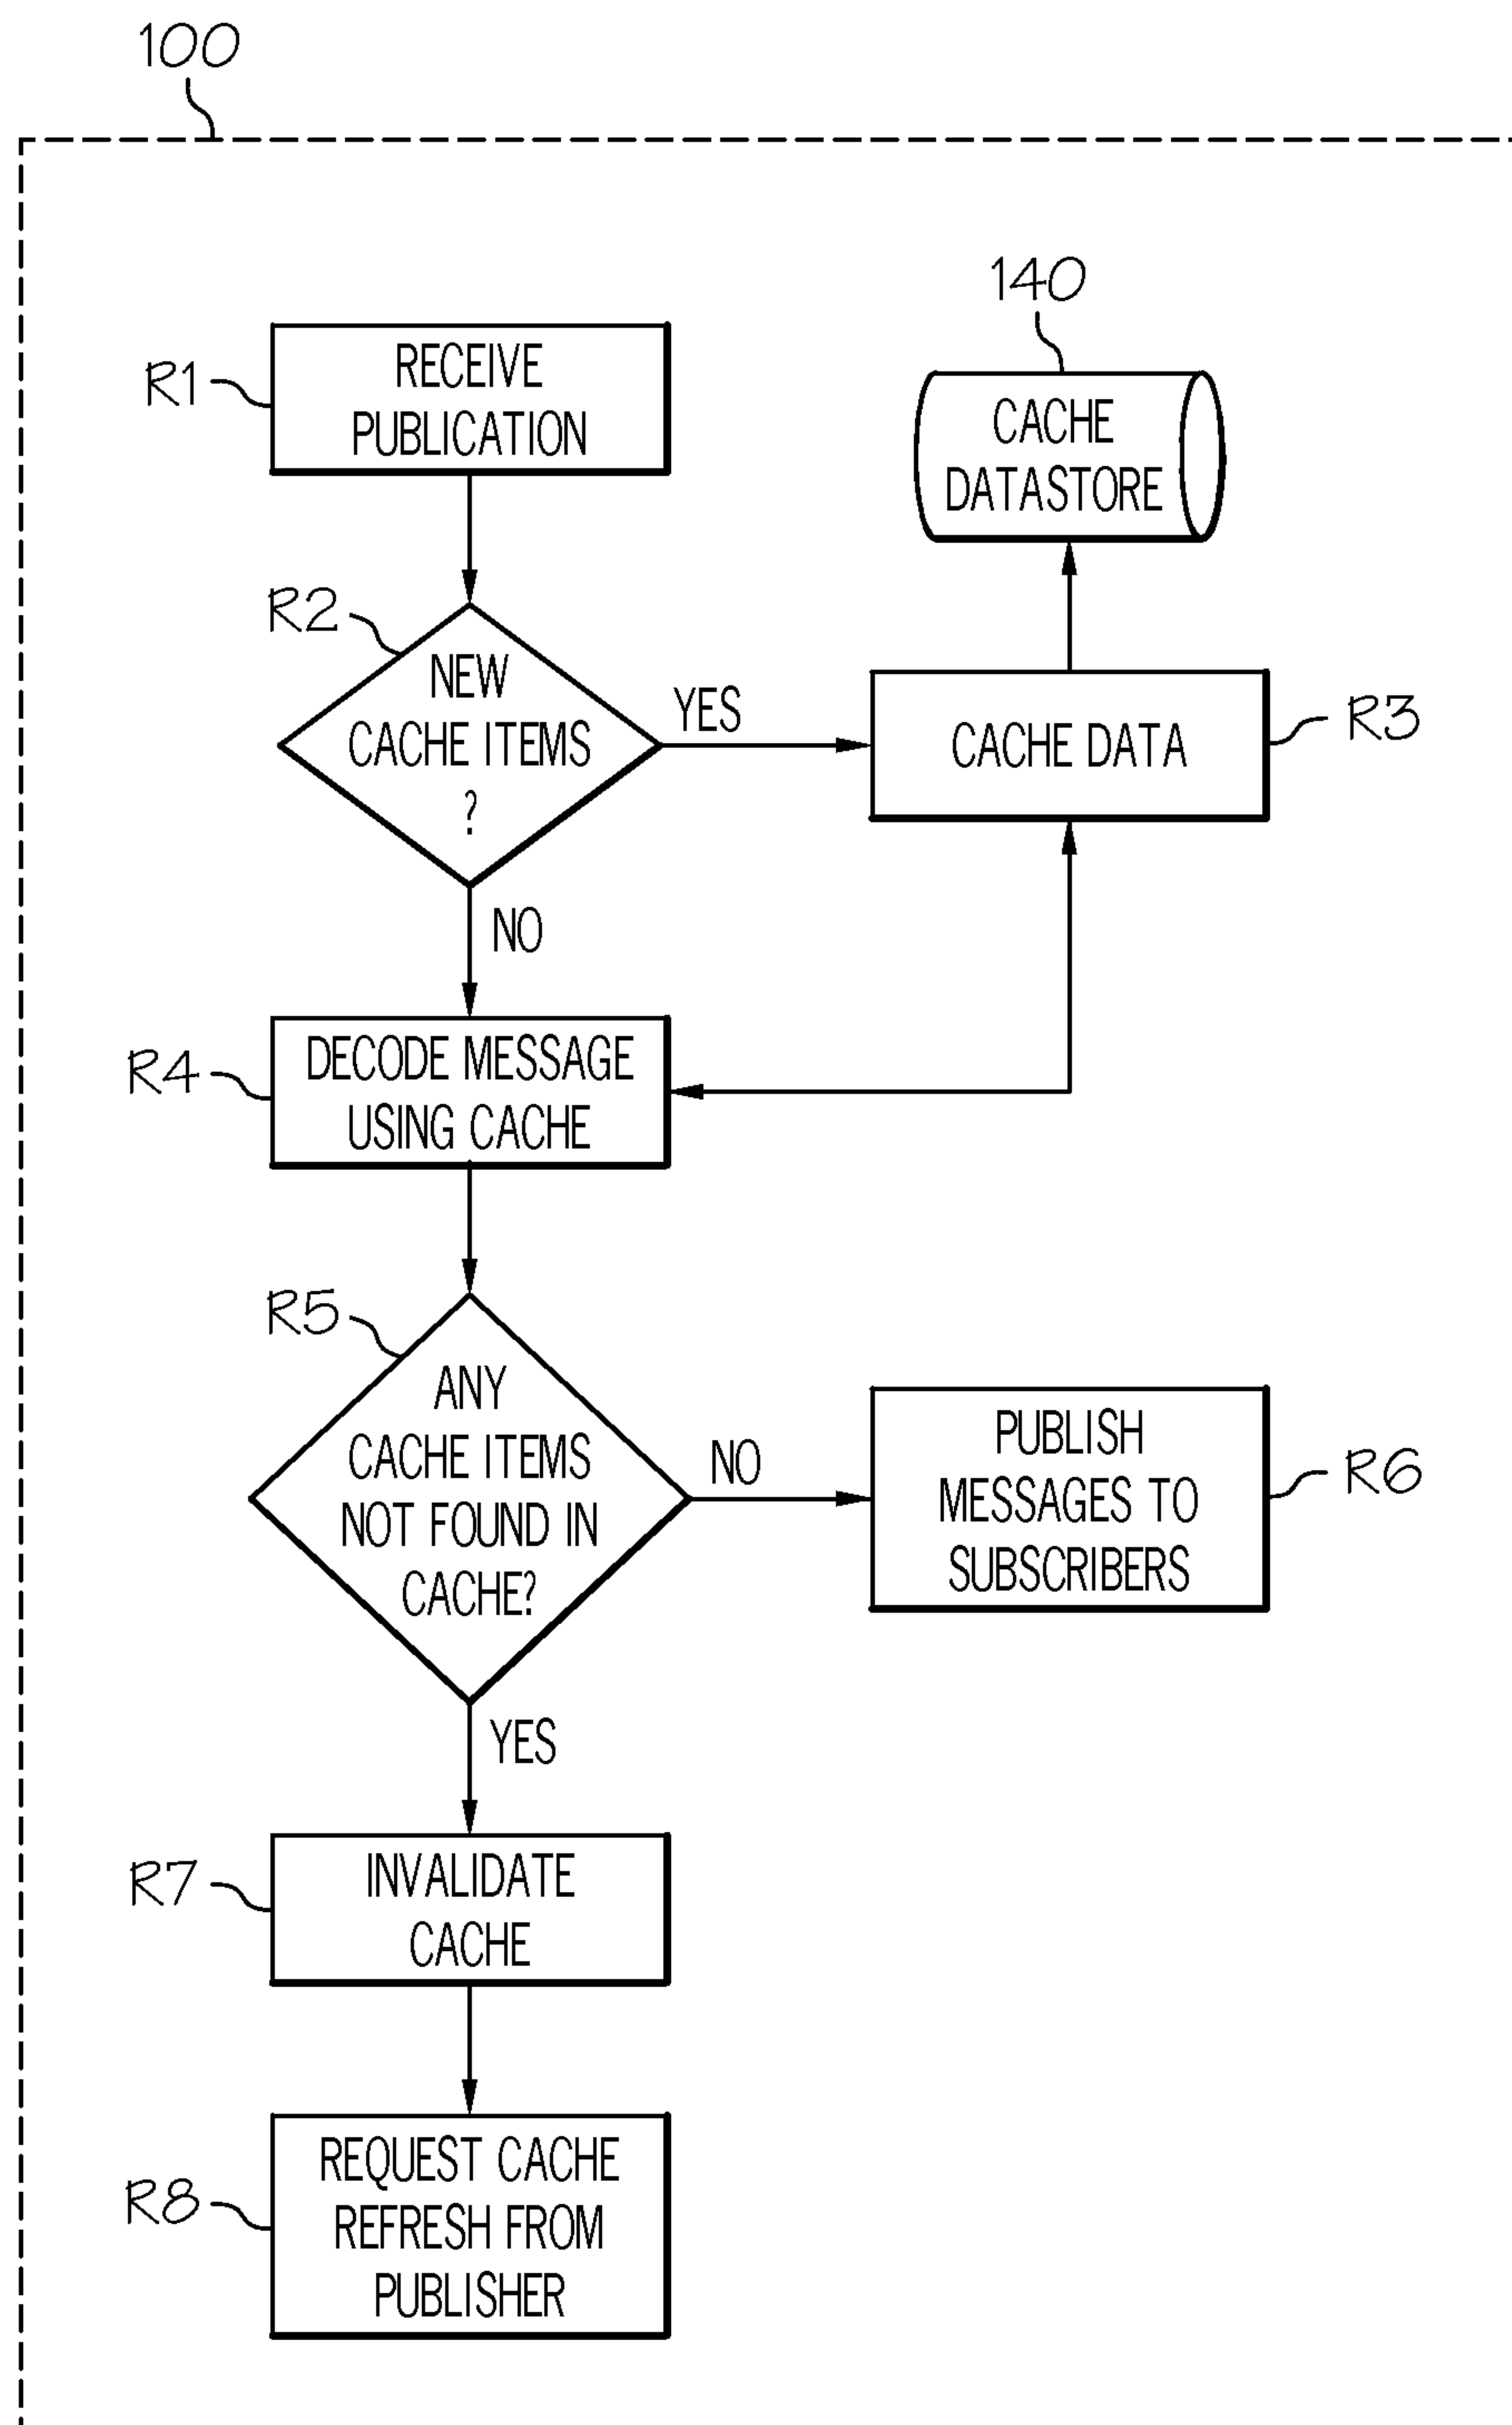 100
140
R1
RECEIVE
PUBLICATION
CACHE
DATASTORE
R2
NEW
CACHE ITEMS
?
YES
CACHE DATA
R3
NO
R4
DECODE MESSAGE
USING CACHE
R5
ANY
CACHE ITEMS
NOT FOUND IN
CACHE?
NO
PUBLISH
MESSAGES TO
SUBSCRIBERS
R6
YES
R7
INVALIDATE
CACHE
R8
REQUEST CACHE
REFRESH FROM
PUBLISHER